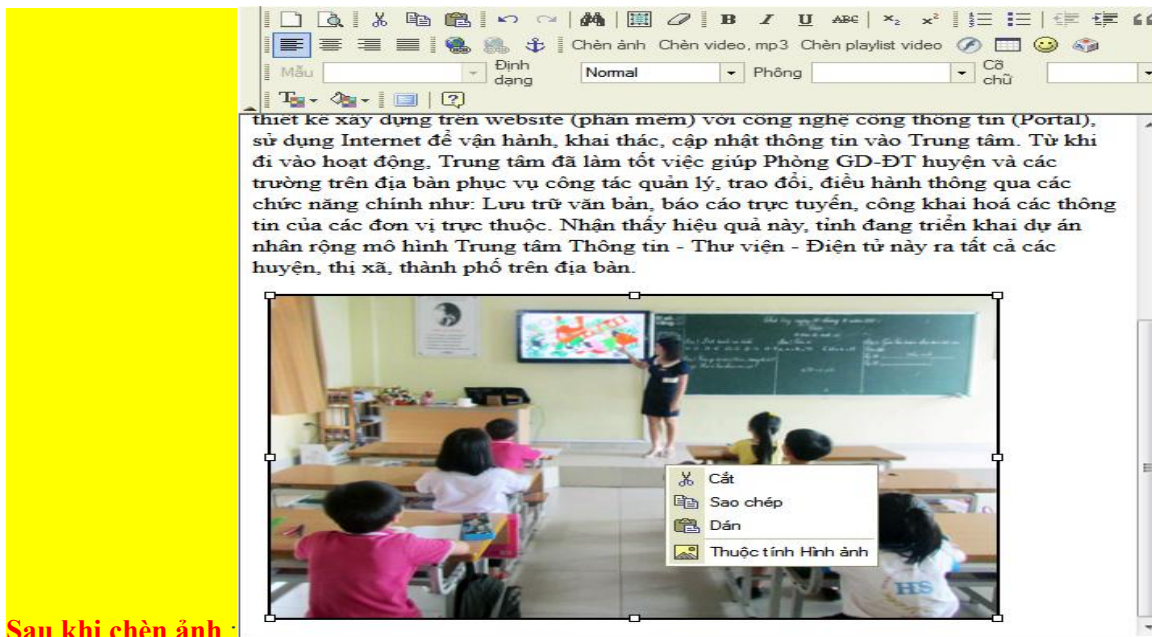 B I U ABC x₂ x²
Chèn ảnh Chèn video, mp3 Chèn playlist video
Mẫu Định dạng Normal Phông Cỡ chữ
thiết kế xây dựng trên website (phần mềm) với công nghệ cổng thông tin (Portal),
sử dụng Internet để vận hành, khai thác, cập nhật thông tin vào Trung tâm. Từ khi
đi vào hoạt động, Trung tâm đã làm tốt việc giúp Phòng GD-ĐT huyện và các
trường trên địa bàn phục vụ công tác quản lý, trao đổi, điều hành thông qua các
chức năng chính như: Lưu trữ văn bản, báo cáo trực tuyến, công khai hoá các thông
tin của các đơn vị trực thuộc. Nhận thấy hiệu quả này, tỉnh đang triển khai dự án
nhân rộng mô hình Trung tâm Thông tin - Thư viện - Điện tử này ra tất cả các
huyện, thị xã, thành phố trên địa bàn.
Cắt
Sao chép
Dán
Thuộc tính Hình ảnh
Sau khi chèn ảnh :